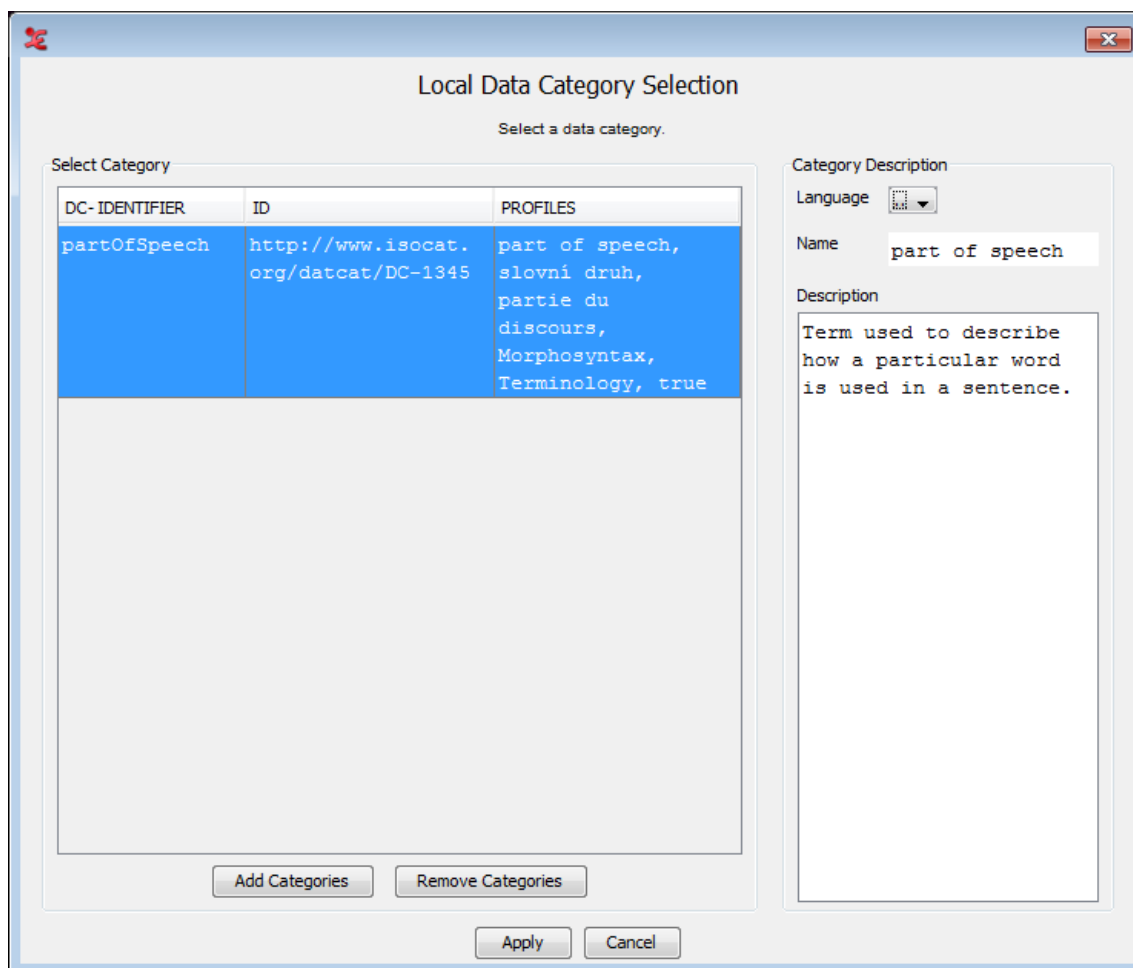 Local Data Category Selection
Select a data category.
Select Category
DC- IDENTIFIER ID PROFILES
partOfSpeech http://www.isocat. part of speech,
org/datcat/DC-1345 slovní druh,
partie du
discours,
Morphosyntax,
Terminology, true
Add Categories Remove Categories
Category Description
Language
Name part of speech
Description
Term used to describe
how a particular word
is used in a sentence.
Apply Cancel